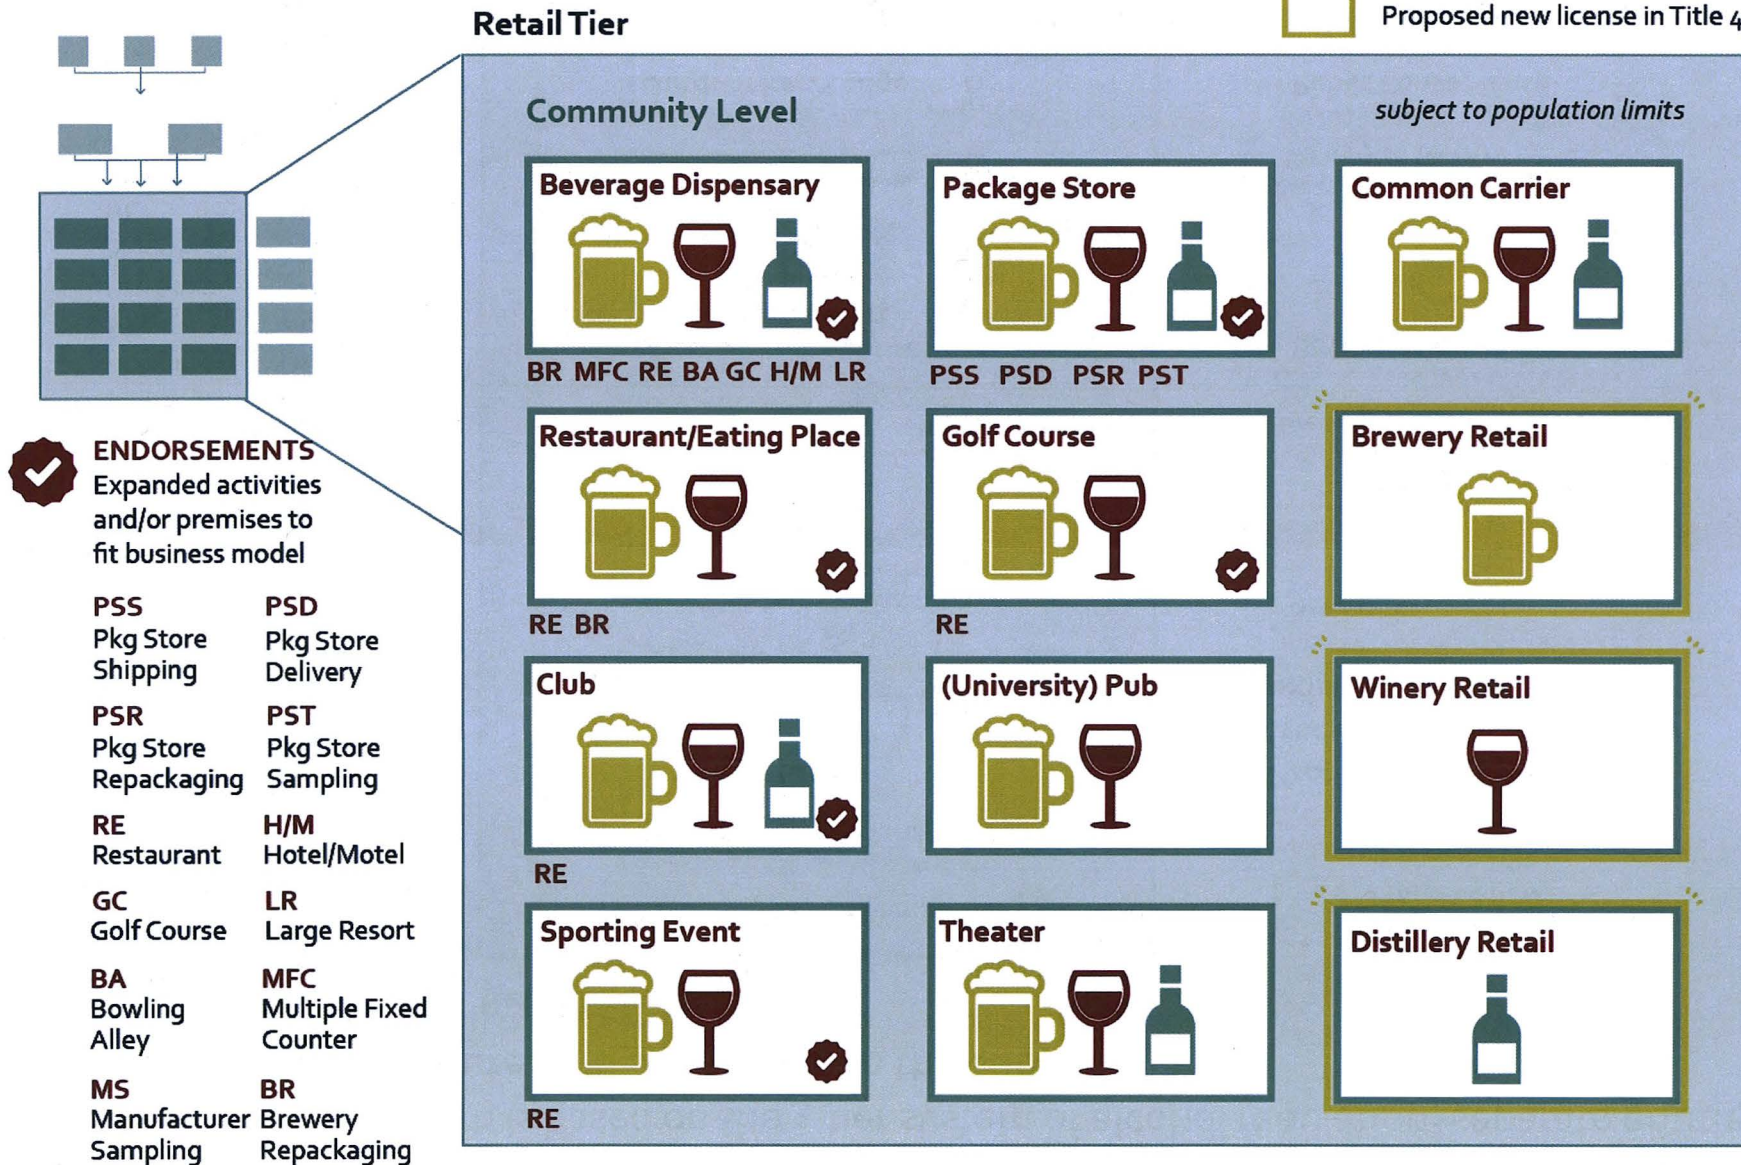 Retail Tier
Proposed new license in Title 4
Community Level
subject to population limits
Beverage Dispensary
Package Store
Common Carrier
BR MFC RE BA GC H/M LR
PSS PSD PSR PST
Restaurant/Eating Place
Golf Course
Brewery Retail
RE BR
RE
Club
(University) Pub
Winery Retail
RE
Sporting Event
Theater
Distillery Retail
RE
ENDORSEMENTS
Expanded activities
and/or premises to
fit business model
PSS
Pkg Store
Shipping
PSD
Pkg Store
Delivery
PSR
Pkg Store
Repackaging
PST
Pkg Store
Sampling
RE
Restaurant
H/M
Hotel/Motel
GC
Golf Course
LR
Large Resort
BA
Bowling
Alley
MFC
Multiple Fixed
Counter
MS
Manufacturer
Sampling
BR
Brewery
Repackaging